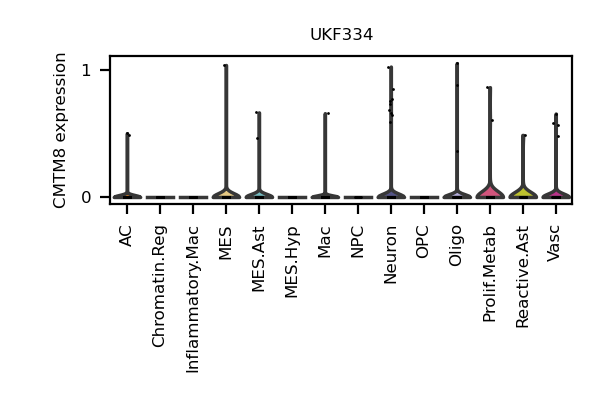 UKF334
CMTM8 expression
1
0
AC
Chromatin.Reg
Inflammatory.Mac
MES
MES.Ast
MES.Hyp
Mac
NPC
Neuron
OPC
Oligo
Prolif.Metab
Reactive.Ast
Vasc